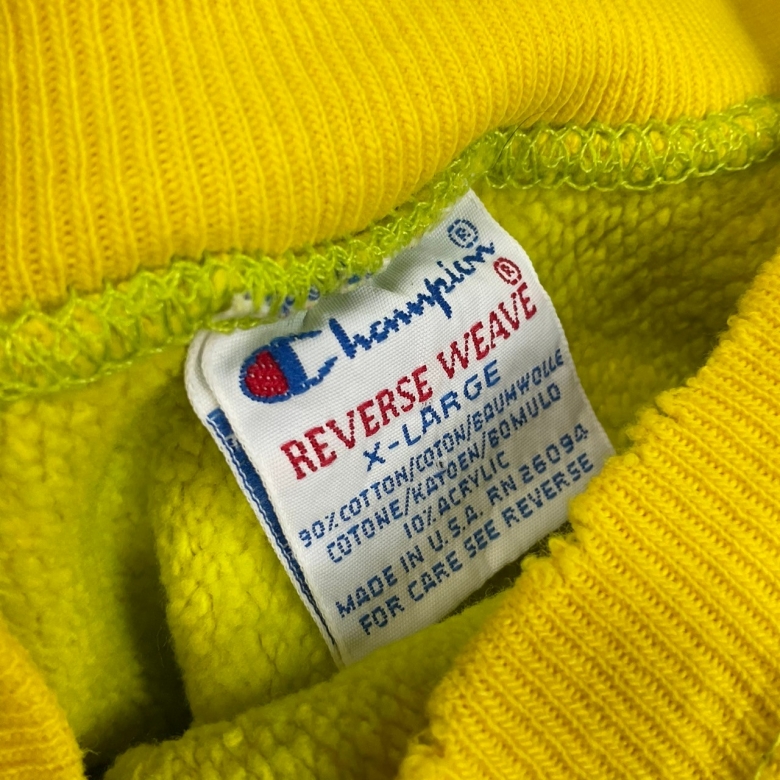 Champion®
REVERSE WEAVE®
X-LARGE
90% COTTON/COTON/BAUMWOLLE
COTONE/KATOEN/BOMULD
10% ACRYLIC
MADE IN U.S.A. RN 26094
FOR CARE SEE REVERSE